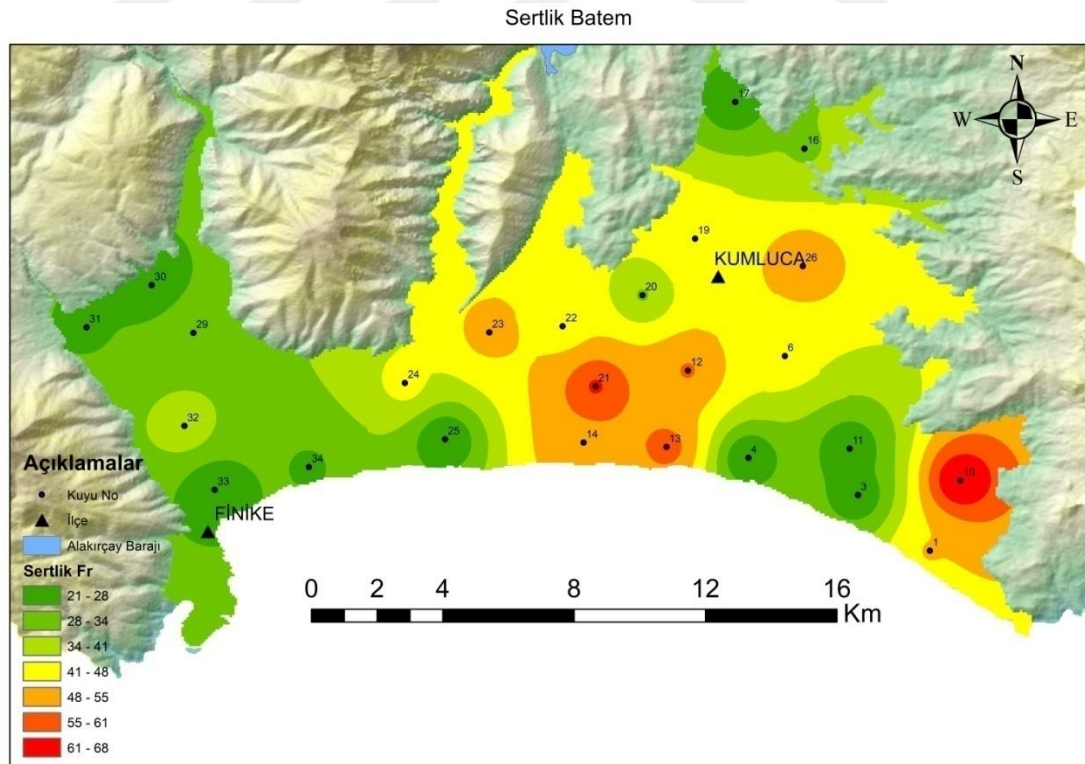 Sertlik Batem
N
W E
S
17
16
19
KUMLUCA 26
20
30
31
29
23
22
6
24
21
12
32
25
14
13
4
11
10
34
33
3
FİNİKE
1
Açıklamalar
Kuyu No
İlçe
Alakırçay Barajı
Sertlik Fr
21 - 28
28 - 34
34 - 41
41 - 48
48 - 55
55 - 61
61 - 68
0 2 4 8 12 16
Km